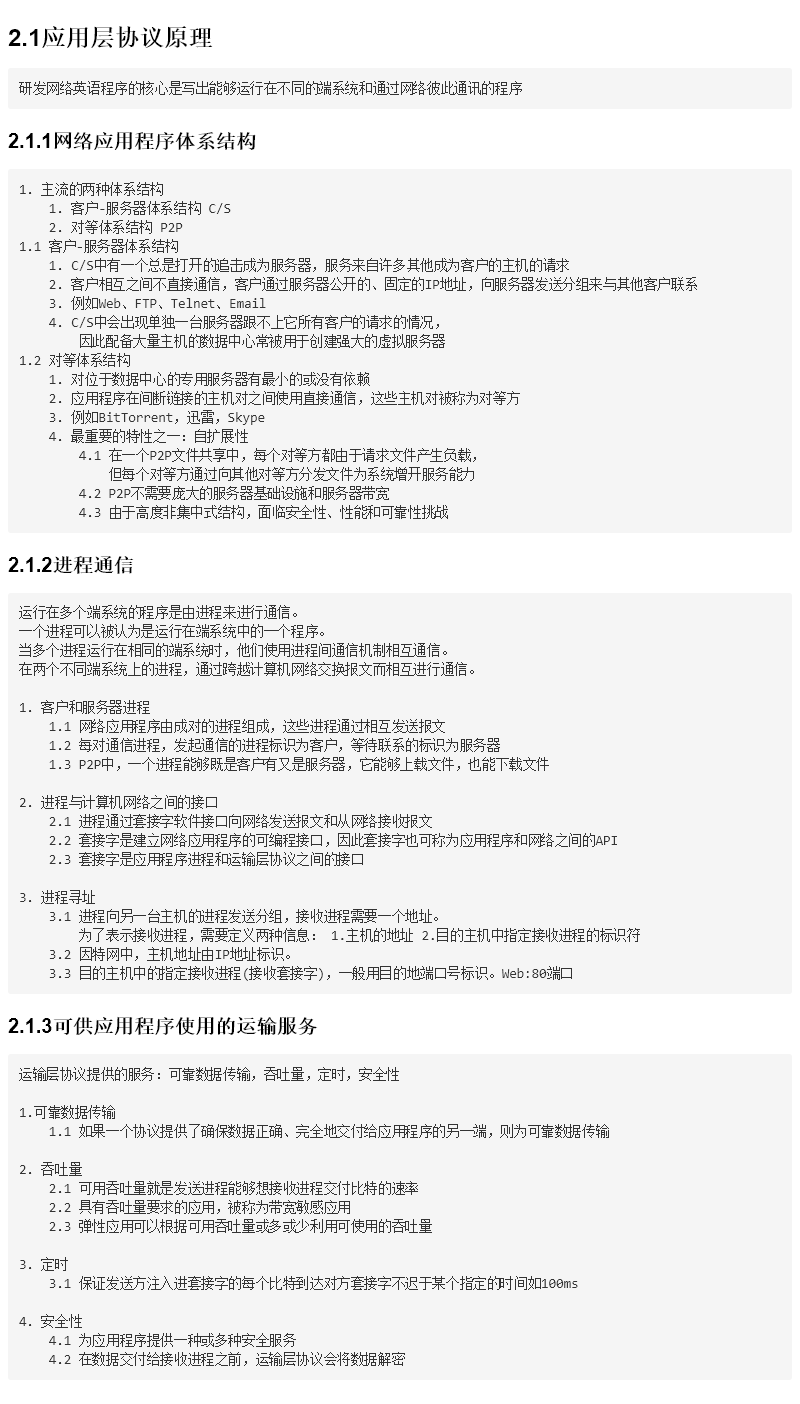 2.1应用层协议原理
研发网络英语程序的核心是写出能够运行在不同的端系统和通过网络彼此通讯的程序
2.1.1网络应用程序体系结构
1. 主流的两种体系结构
1. 客户-服务器体系结构 C/S
2. 对等体系结构 P2P
1.1 客户-服务器体系结构
1. C/S中有一个总是打开的追击成为服务器，服务来自许多其他成为客户的主机的请求
2. 客户相互之间不直接通信，客户通过服务器公开的、固定的IP地址，向服务器发送分组来与其他客户联系
3. 例如Web、FTP、Telnet、Email
4. C/S中会出现单独一台服务器跟不上它所有客户的请求的情况，
因此配备大量主机的数据中心常被用于创建强大的虚拟服务器
1.2 对等体系结构
1. 对位于数据中心的专用服务器有最小的或没有依赖
2. 应用程序在间断链接的主机对之间使用直接通信，这些主机对被称为对等方
3. 例如BitTorrent，迅雷，Skype
4. 最重要的特性之一：自扩展性
4.1 在一个P2P文件共享中，每个对等方都由于请求文件产生负载，
但每个对等方通过向其他对等方分发文件为系统增开服务能力
4.2 P2P不需要庞大的服务器基础设施和服务器带宽
4.3 由于高度非集中式结构，面临安全性、性能和可靠性挑战
2.1.2进程通信
运行在多个端系统的程序是由进程来进行通信。
一个进程可以被认为是运行在端系统中的一个程序。
当多个进程运行在相同的端系统时，他们使用进程间通信机制相互通信。
在两个不同端系统上的进程，通过跨越计算机网络交换报文而相互进行通信。
1. 客户和服务器进程
1.1 网络应用程序由成对的进程组成，这些进程通过相互发送报文
1.2 每对通信进程，发起通信的进程标识为客户，等待联系的标识为服务器
1.3 P2P中，一个进程能够既是客户有又是服务器，它能够上载文件，也能下载文件
2. 进程与计算机网络之间的接口
2.1 进程通过套接字软件接口向网络发送报文和从网络接收报文
2.2 套接字是建立网络应用程序的可编程接口，因此套接字也可称为应用程序和网络之间的API
2.3 套接字是应用程序进程和运输层协议之间的接口
3. 进程寻址
3.1 进程向另一台主机的进程发送分组，接收进程需要一个地址。
为了表示接收进程，需要定义两种信息： 1.主机的地址 2.目的主机中指定接收进程的标识符
3.2 因特网中，主机地址由IP地址标识。
3.3 目的主机中的指定接收进程(接收套接字)，一般用目的地端口号标识。Web:80端口
2.1.3可供应用程序使用的运输服务
运输层协议提供的服务：可靠数据传输，吞吐量，定时，安全性
1.可靠数据传输
1.1 如果一个协议提供了确保数据正确、完全地交付给应用程序的另一端，则为可靠数据传输
2. 吞吐量
2.1 可用吞吐量就是发送进程能够想接收进程交付比特的速率
2.2 具有吞吐量要求的应用，被称为带宽敏感应用
2.3 弹性应用可以根据可用吞吐量或多或少利用可使用的吞吐量
3. 定时
3.1 保证发送方注入进套接字的每个比特到达对方套接字不迟于某个指定的时间如100ms
4. 安全性
4.1 为应用程序提供一种或多种安全服务
4.2 在数据交付给接收进程之前，运输层协议会将数据解密